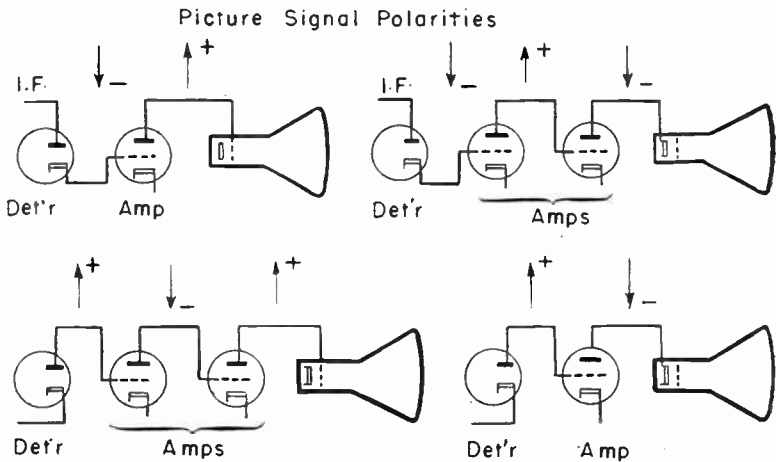 Picture Signal Polarities
- + - + -
I.F. I.F.
Det'r Amp Det'r Amps
+ - + + -
Det'r Amps Det'r Amp